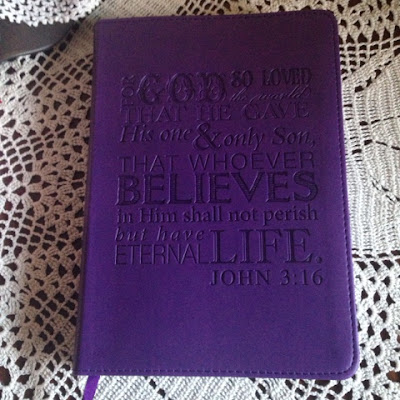 FOR GOD SO LOVED
the world
THAT HE GAVE
His one & only Son,
THAT WHOEVER
BELIEVES
in Him shall not perish
but have
ETERNAL LIFE.
JOHN 3:16